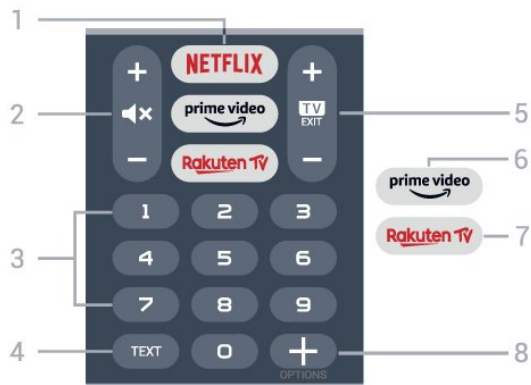 1
NETFLIX
+ +
2 prime video TV 5
EXIT
6
- -
Rakuten TV prime video
1 2 3
Rakuten TV 7
3 4 5 6
7 8 9
4 TEXT 0 + 8
OPTIONS